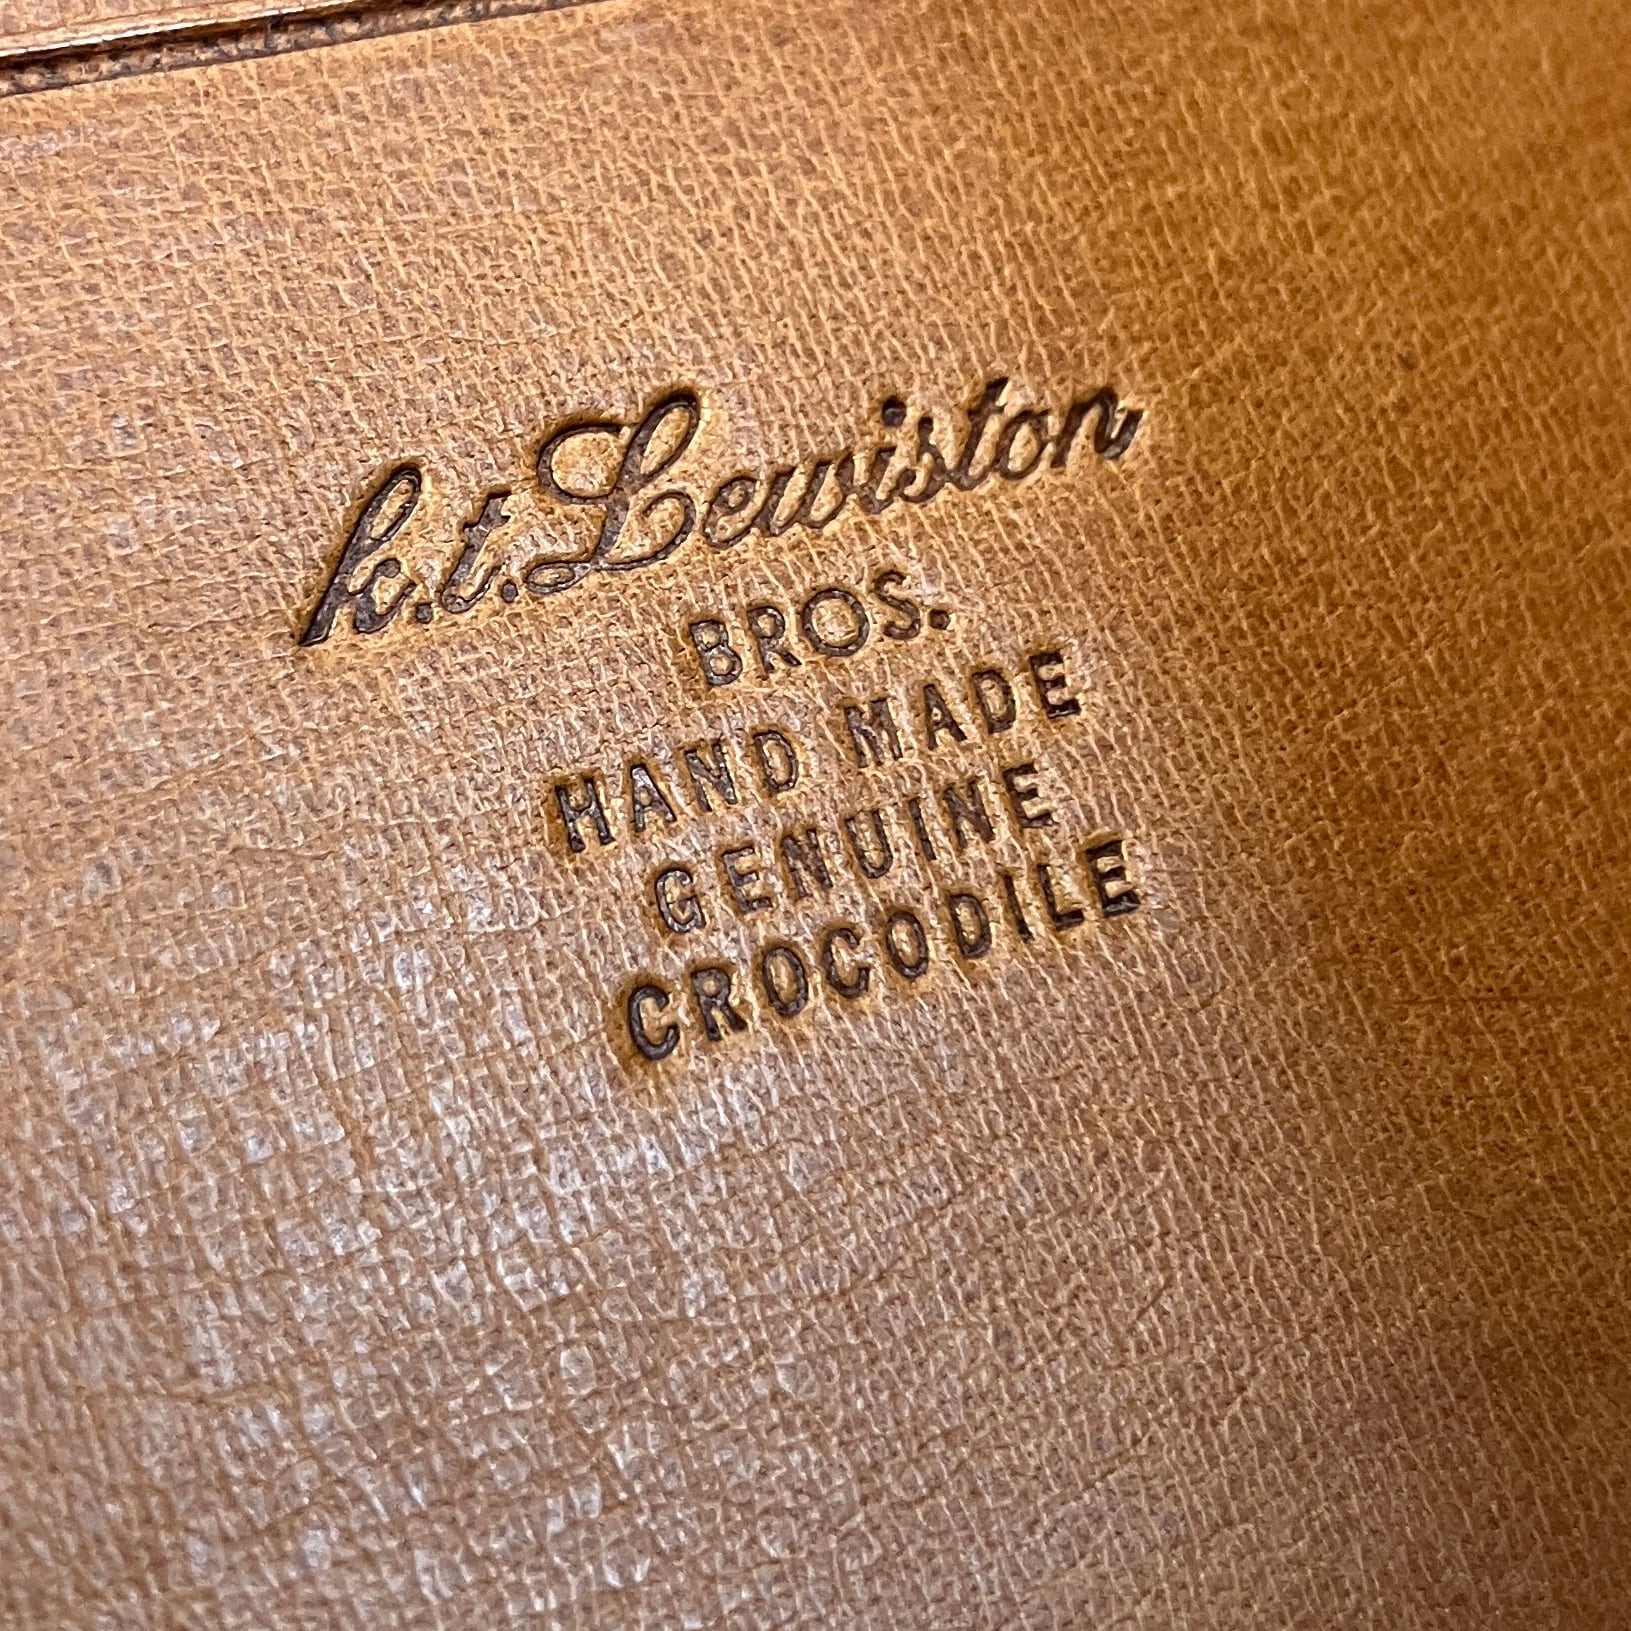 k.t. Lewiston
BROS.
HAND MADE
GENUINE
CROCODILE